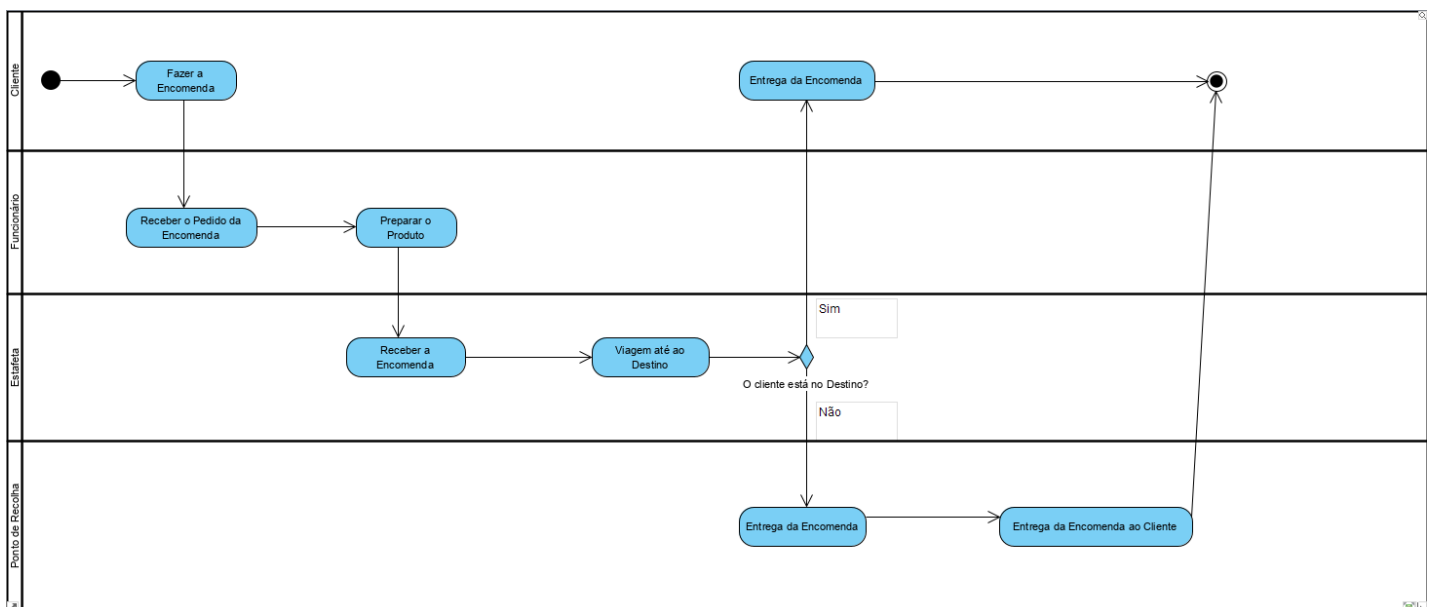 Cliente
Fazer a
Encomenda
Entrega da Encomenda
Funcionário
Receber o Pedido da
Encomenda
Preparar o
Produto
Estafeta
Receber a
Encomenda
Viagem até ao
Destino
Sim
O cliente está no Destino?
Não
Ponto de Recolha
Entrega da Encomenda
Entrega da Encomenda ao Cliente